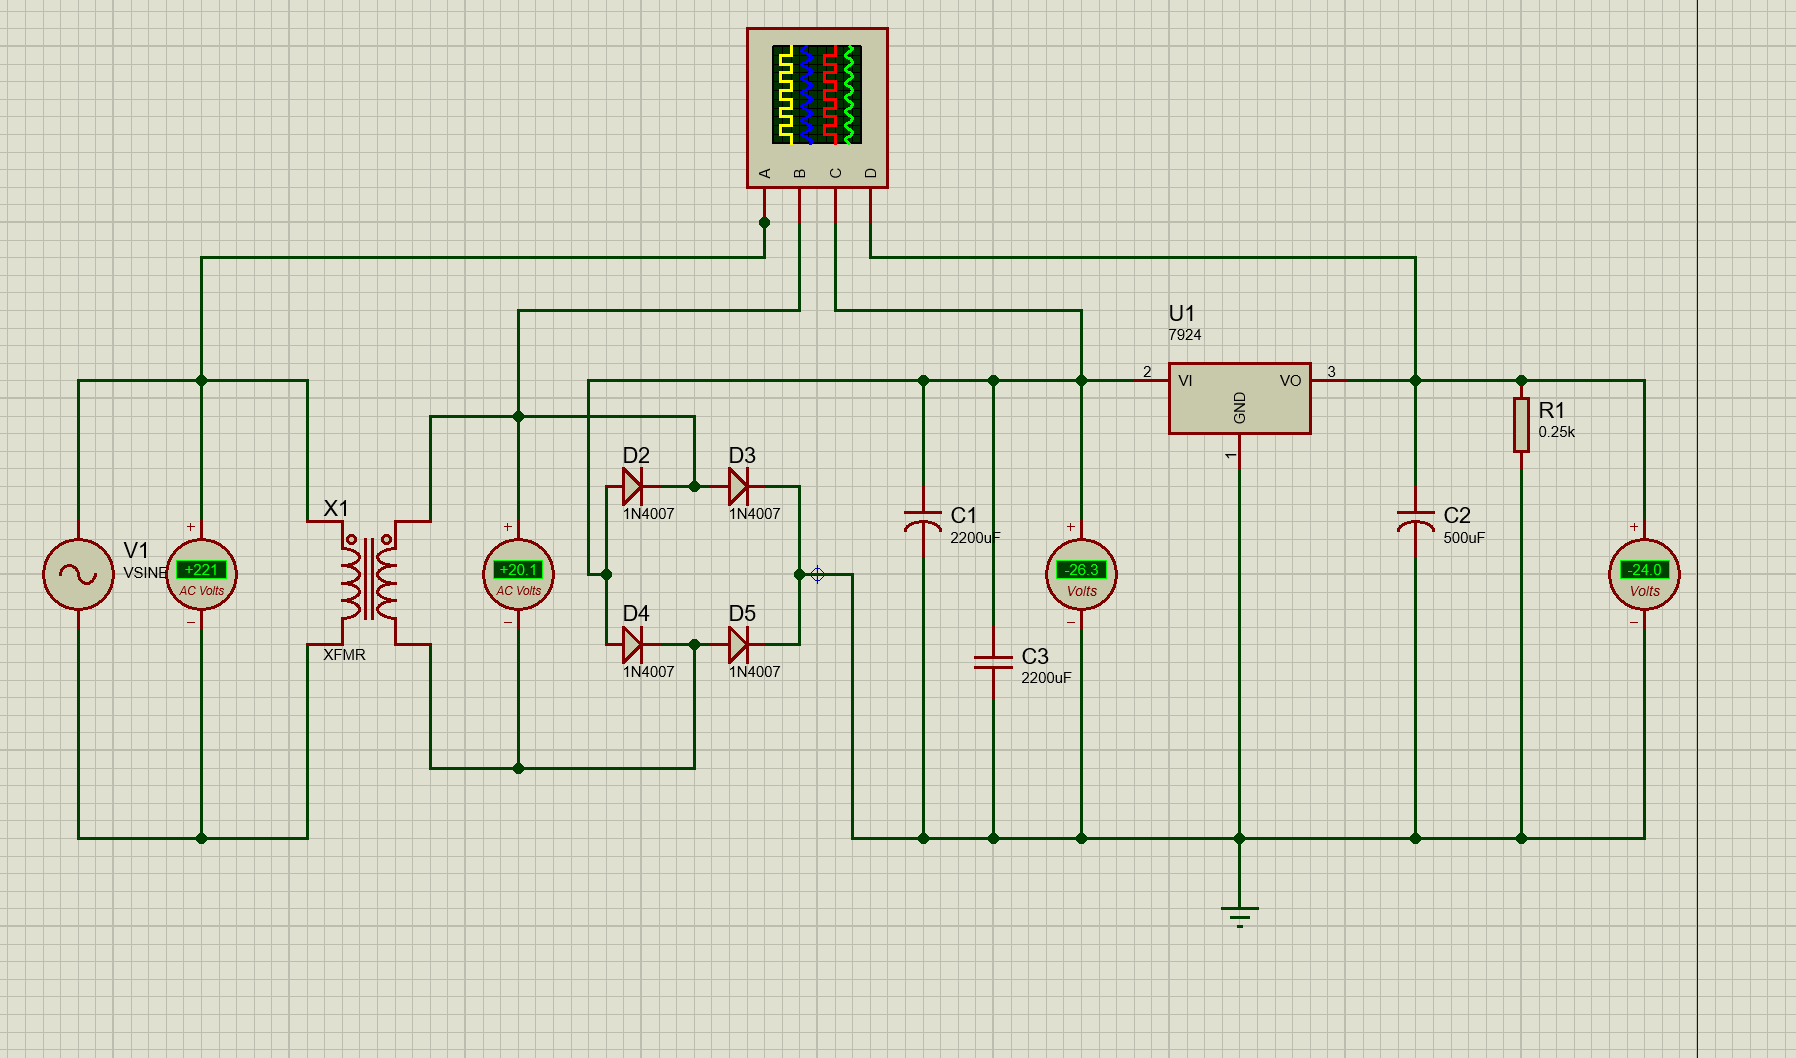 A B C D
U1
7924
2 VI VO 3
GND
1
R1
0.25k
D2 D3
1N4007 1N4007
X1
C1
2200uF
C2
500uF
V1
VSINE
+
+221
AC Volts
−
+
+20.1
AC Volts
−
+
-26.3
Volts
−
+
-24.0
Volts
−
D4 D5
1N4007 1N4007
XFMR
C3
2200uF